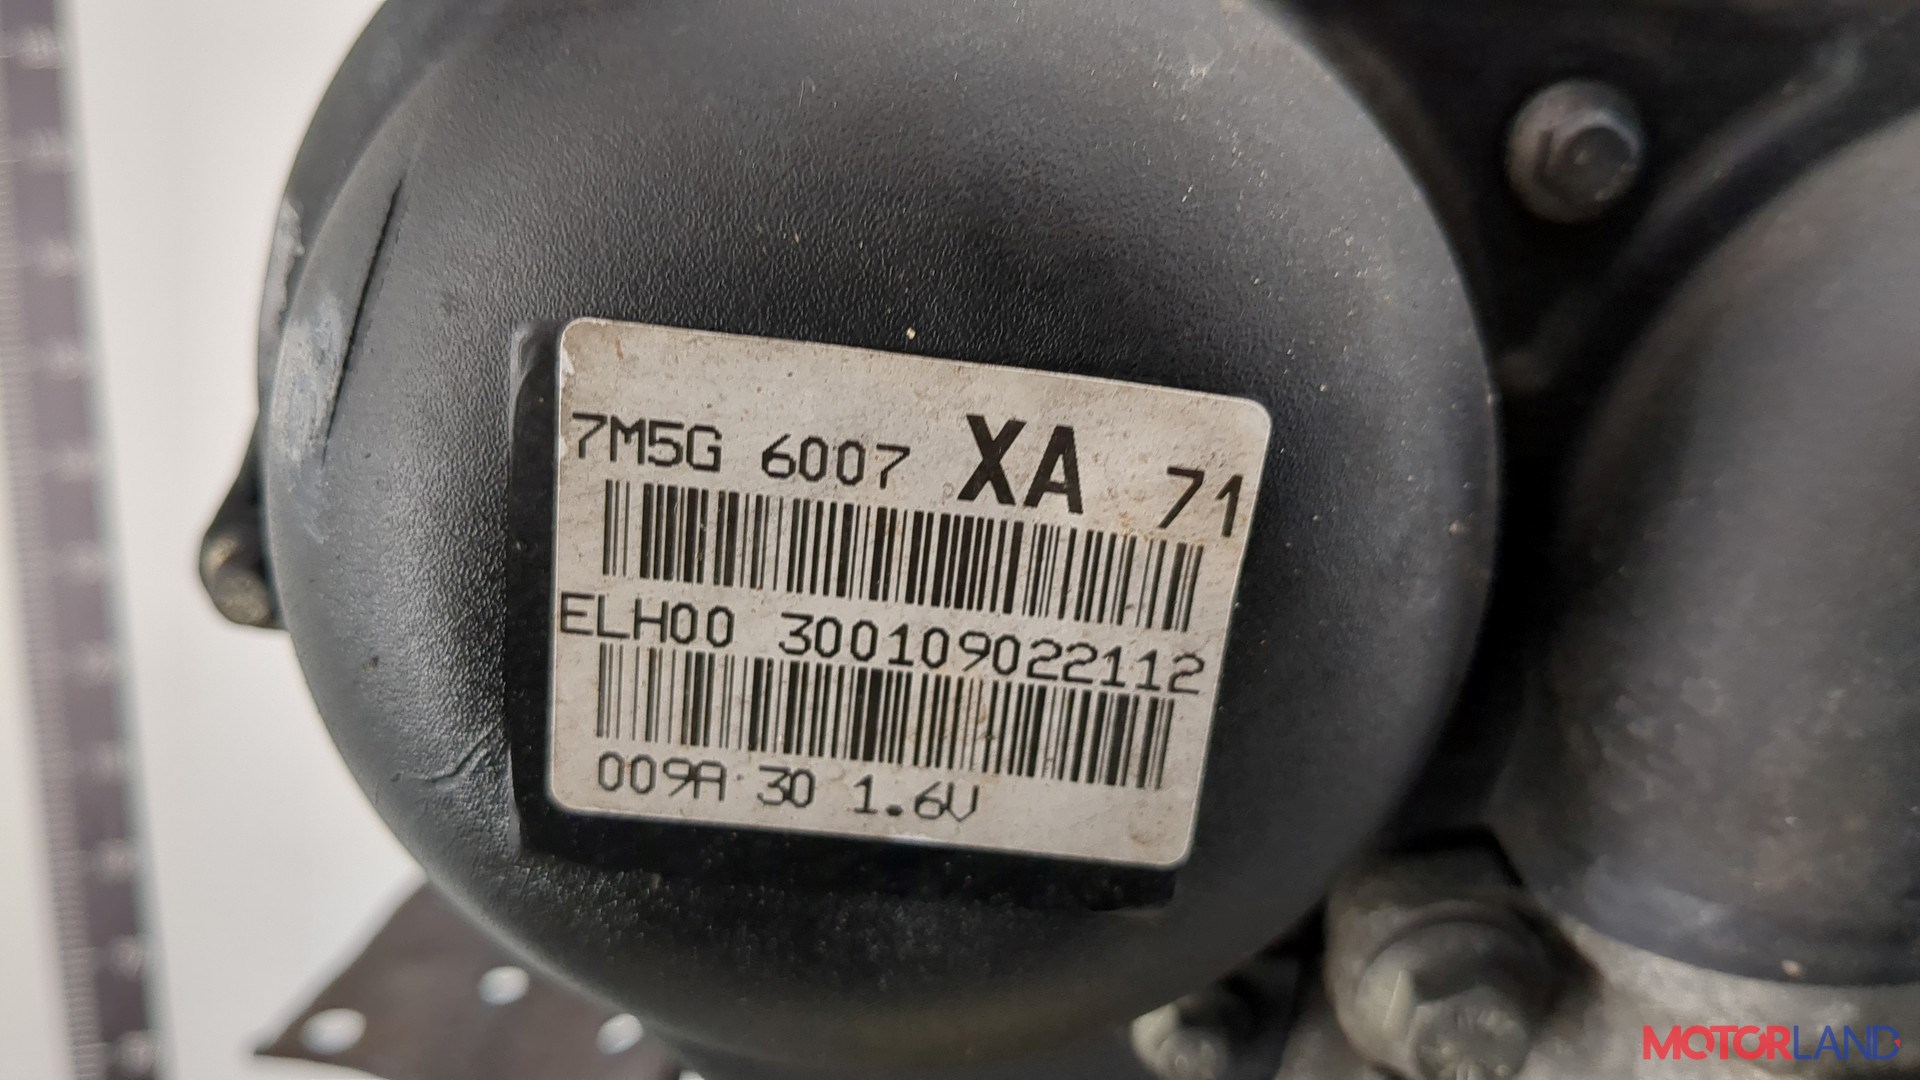 7M5G 6007 XA 71
ELH00 300109022112
009A 30 1.6V
MOTORLAND